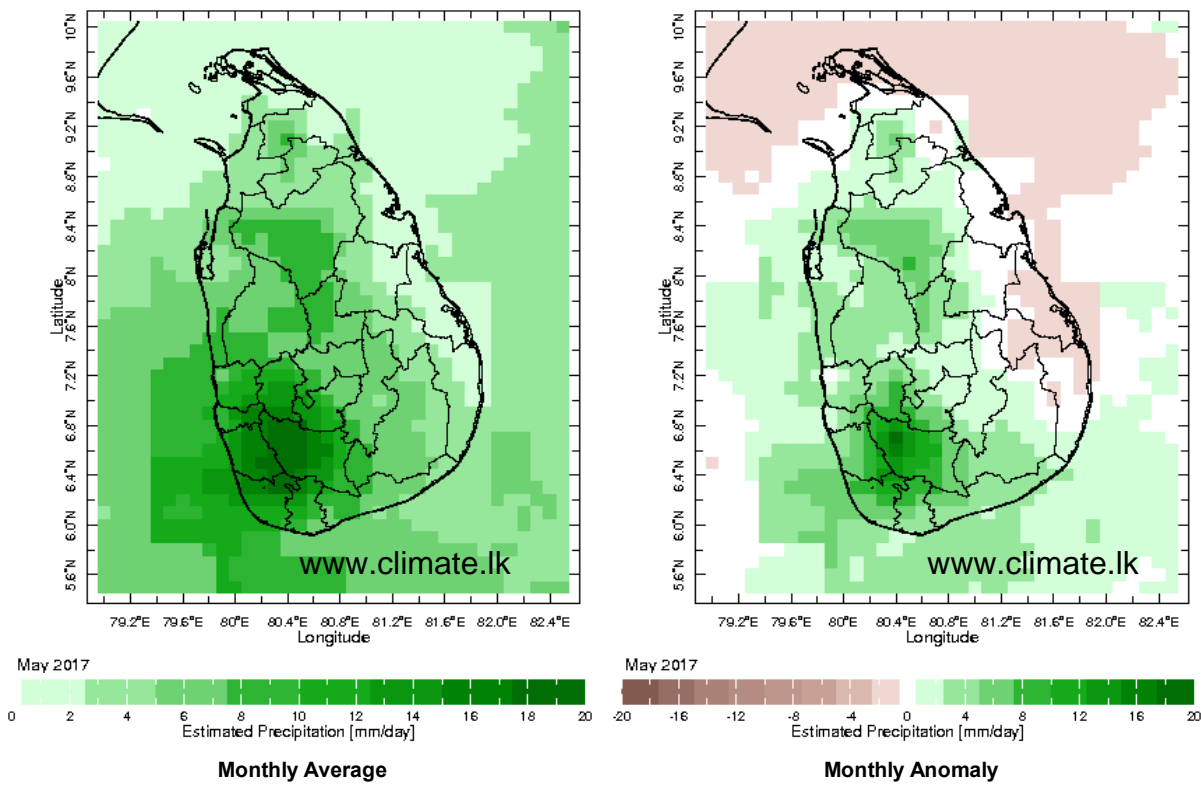 10°N
9.6°N
9.2°N
8.8°N
8.4°N
8°N
7.6°N
7.2°N
6.8°N
6.4°N
6.0°N
5.6°N
Latitude
www.climate.lk
79.2°E 79.6°E 80°E 80.4°E 80.8°E 81.2°E 81.6°E 82.0°E 82.4°E
Longitude
May 2017
0 2 4 6 8 10 12 14 16 18 20
Estimated Precipitation [mm/day]
Monthly Average
10°N
9.6°N
9.2°N
8.8°N
8.4°N
8°N
7.6°N
7.2°N
6.8°N
6.4°N
6.0°N
5.6°N
Latitude
www.climate.lk
79.2°E 79.6°E 80°E 80.4°E 80.8°E 81.2°E 81.6°E 82.0°E 82.4°E
Longitude
May 2017
-20 -16 -12 -8 -4 0 4 8 12 16 20
Estimated Precipitation [mm/day]
Monthly Anomaly